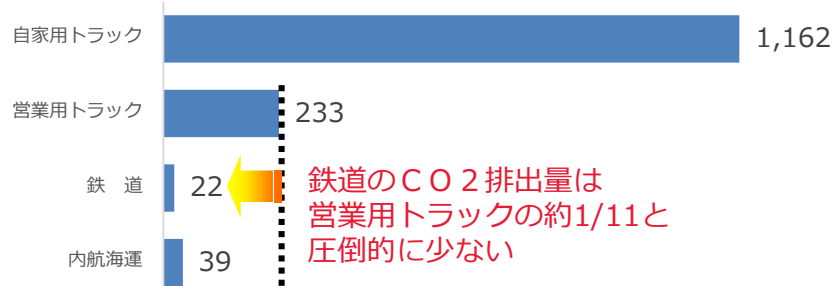 自家用トラック
1,162
営業用トラック
233
鉄　道
22
鉄道のＣＯ２排出量は
営業用トラックの約1/11と
圧倒的に少ない
内航海運
39